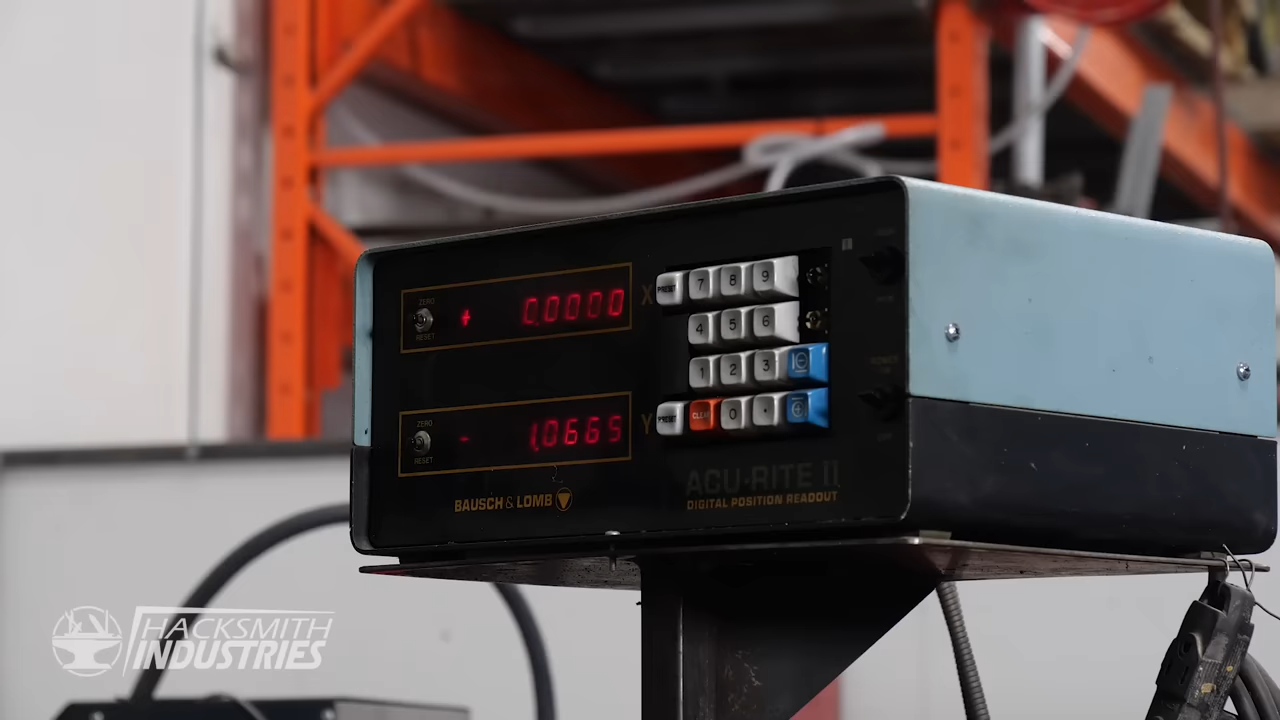 ZERO
+ 0.0000 X
RESET
PRESET 7 8 9
4 5 6
1 2 3
ZERO
- 1.0665 Y
RESET
PRESET CLEAR 0 .
BAUSCH & LOMB
ACU-RITE II
DIGITAL POSITION READOUT
HACKSMITH
INDUSTRIES